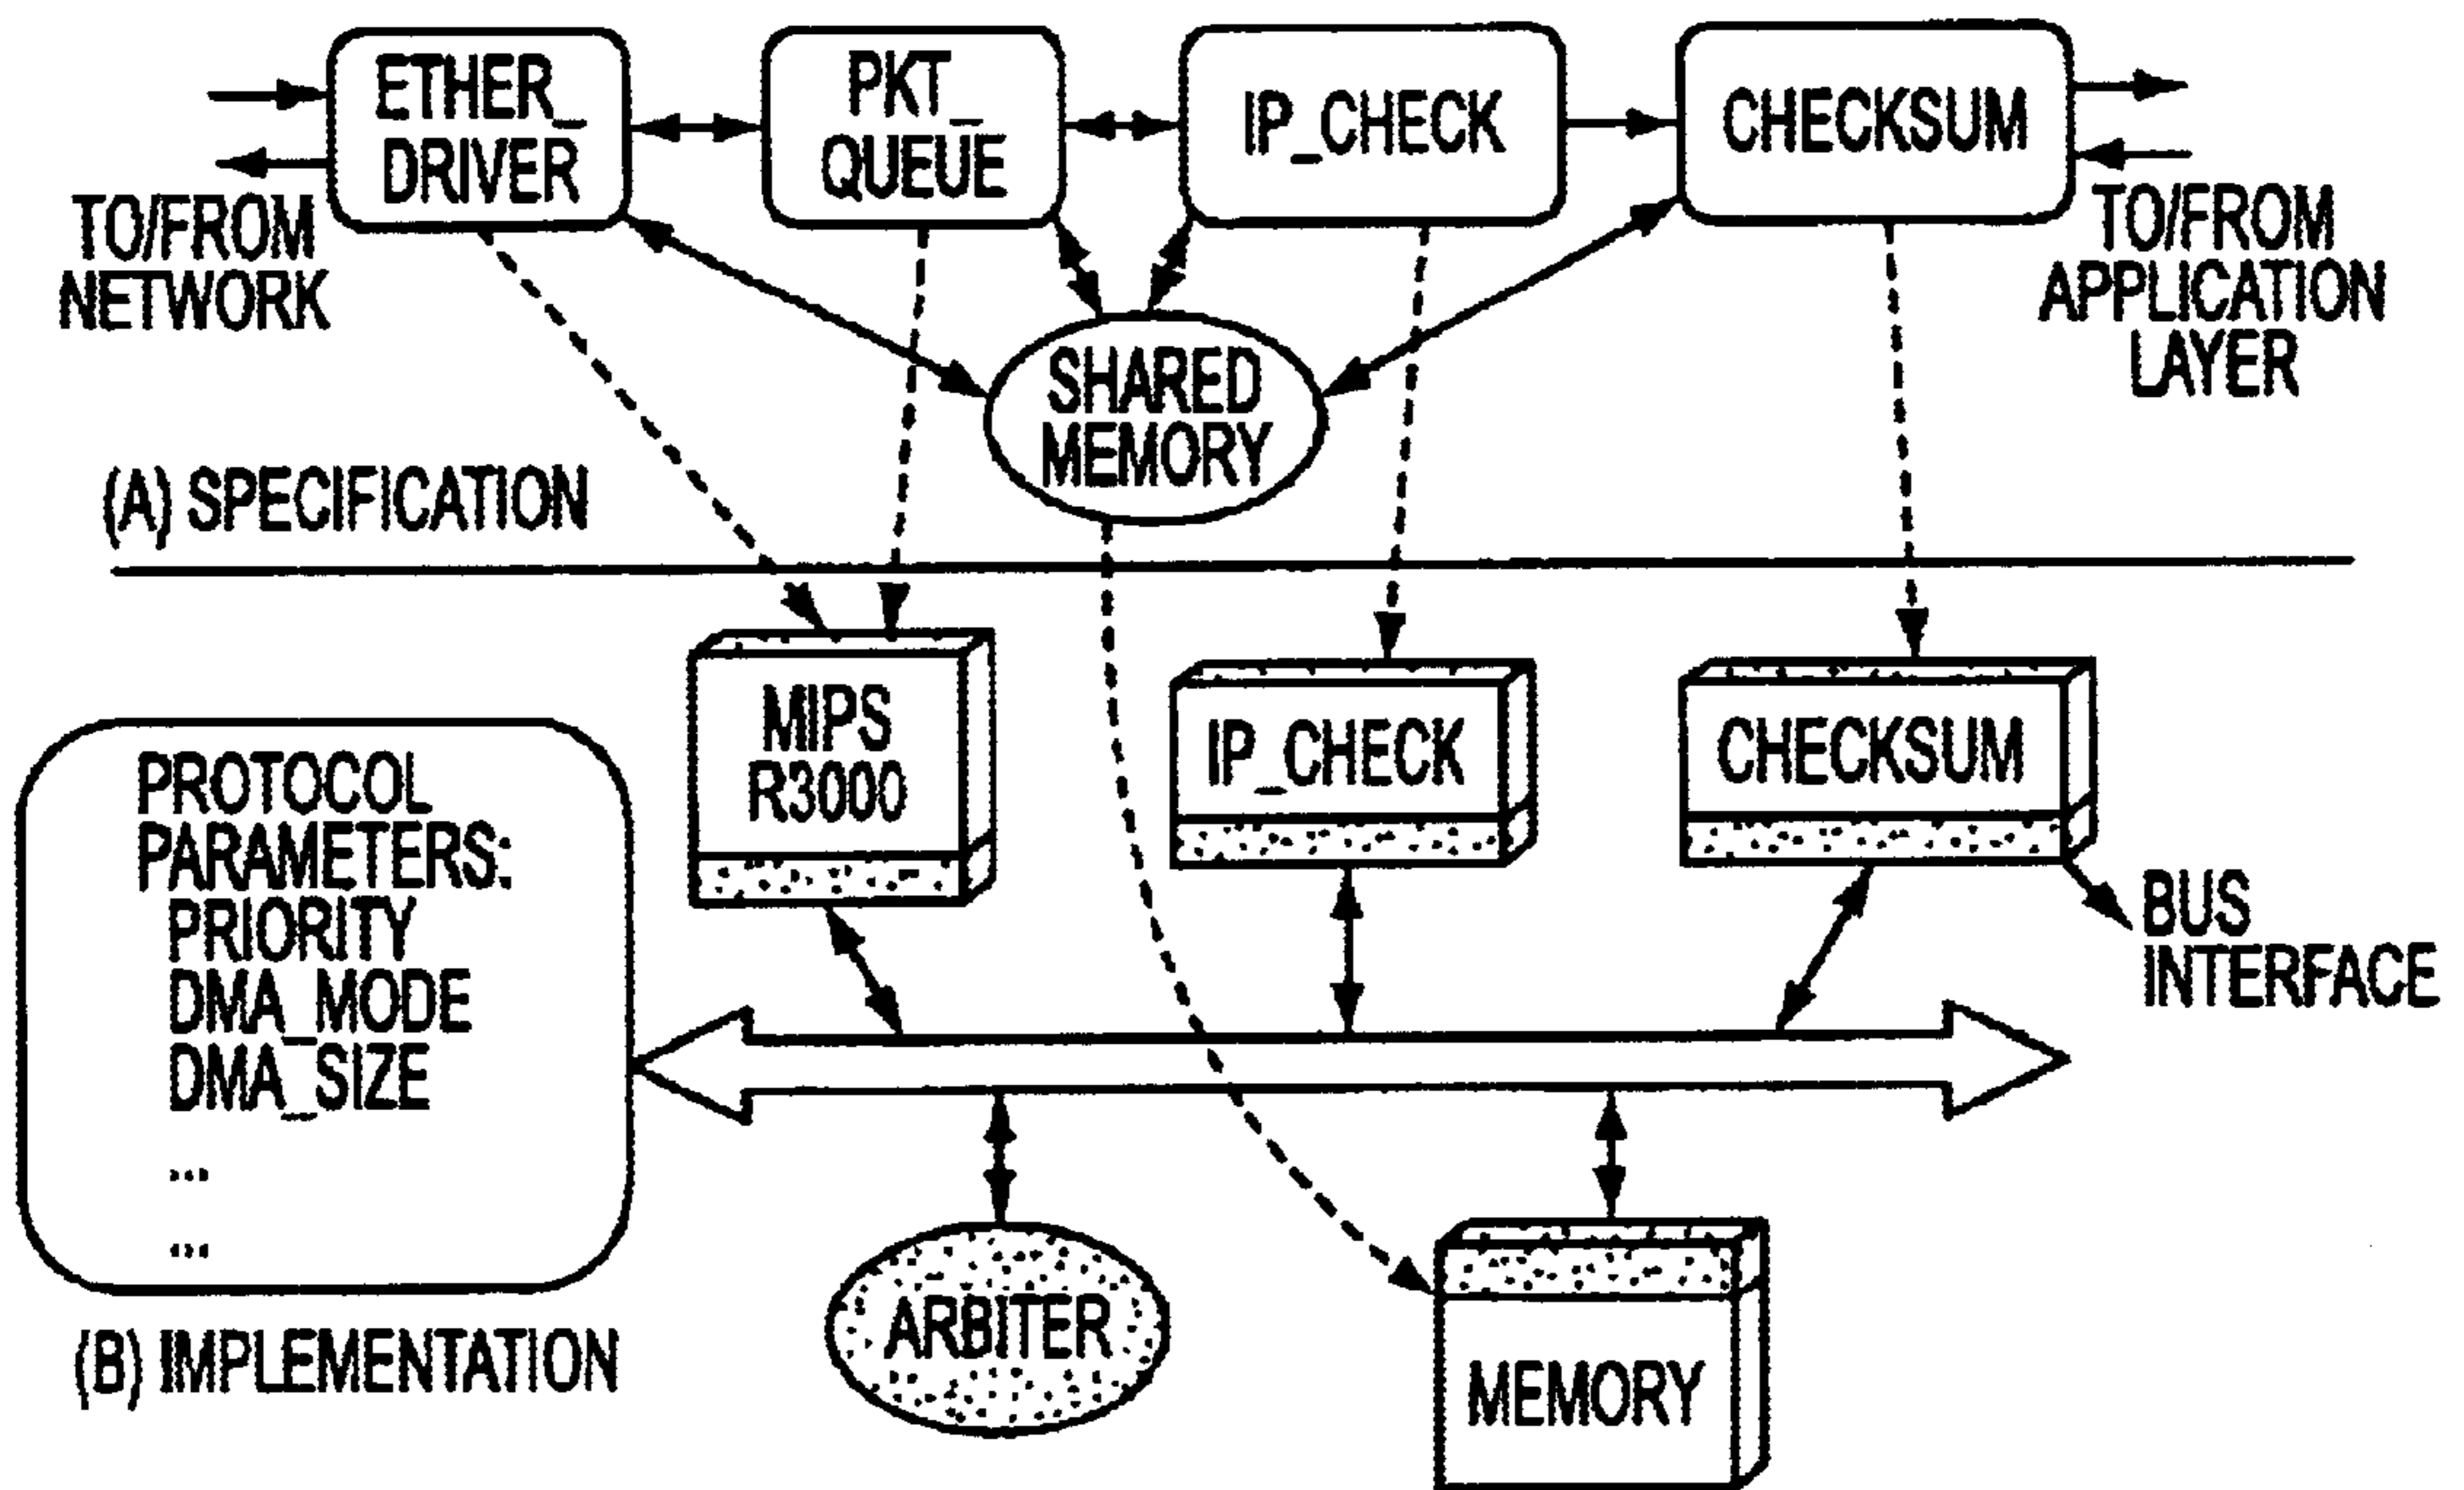 ETHER_
DRIVER
PKT_
QUEUE
IP_CHECK
CHECKSUM
TO/FROM
NETWORK
TO/FROM
APPLICATION
LAYER
SHARED
MEMORY
(A) SPECIFICATION
MIPS
R3000
IP_CHECK
CHECKSUM
PROTOCOL
PARAMETERS:
PRIORITY
DMA_MODE
DMA_SIZE
...
...
BUS
INTERFACE
ARBITER
MEMORY
(B) IMPLEMENTATION